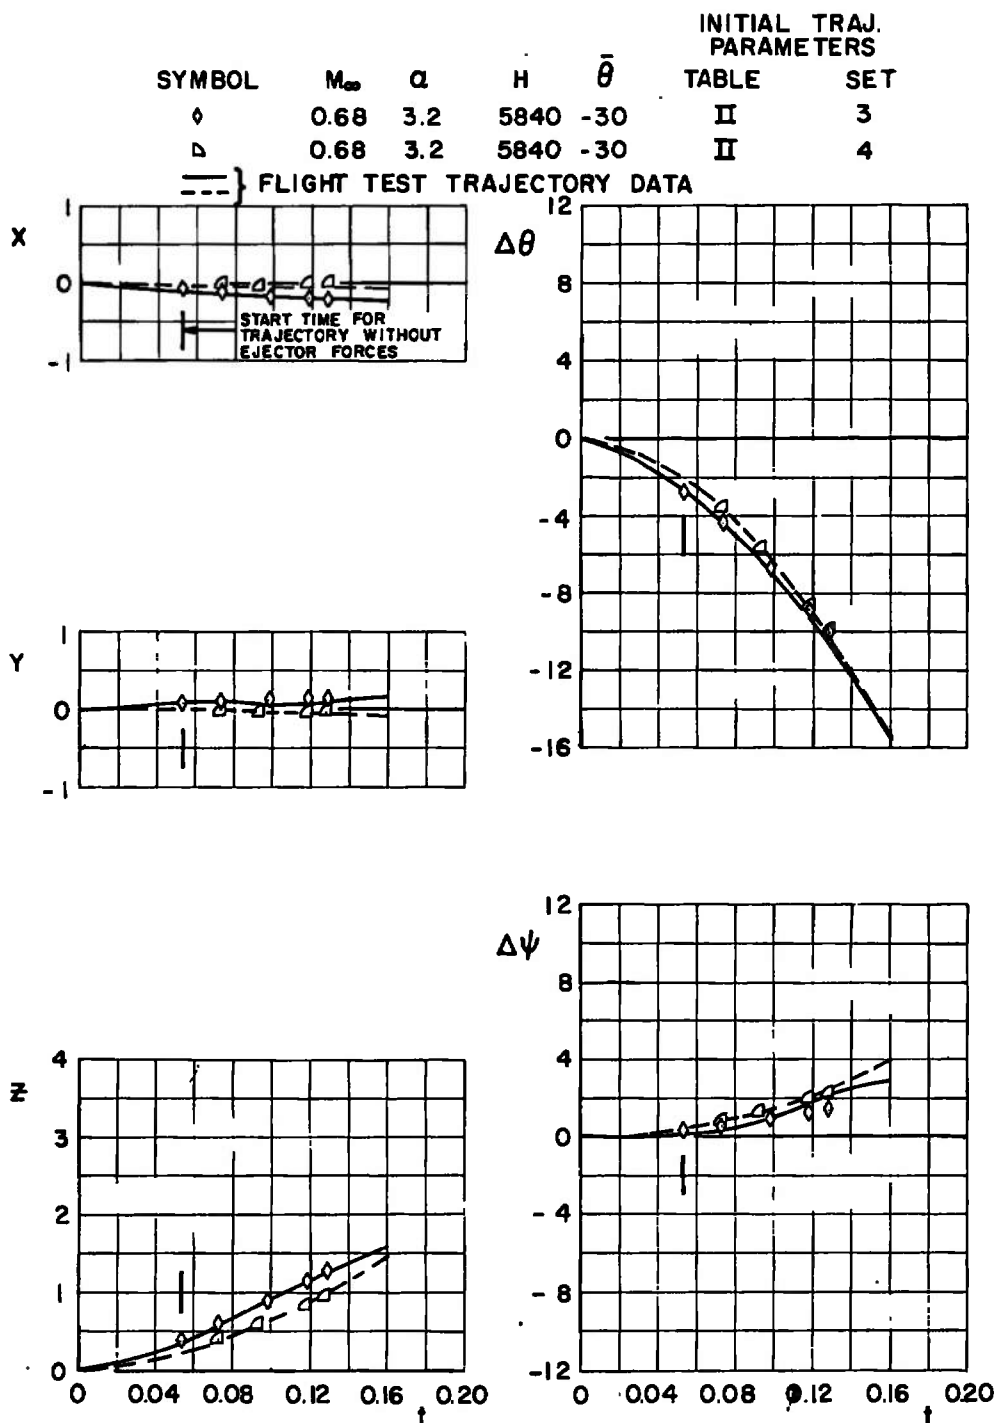 INITIAL TRAJ.
PARAMETERS
SYMBOL M∞ α H θ̄ TABLE SET
◊ 0.68 3.2 5840 -30 II 3
0.68 3.2 5840 -30 II 4
} FLIGHT TEST TRAJECTORY DATA
X
1
0
-1
START TIME FOR
TRAJECTORY WITHOUT
EJECTOR FORCES
Δθ
12
8
4
0
-4
-8
-12
-16
Y
1
0
-1
Δψ
12
8
4
0
-4
-8
-12
Z
4
3
2
1
0
0 0.04 0.08 0.12 0.16 0.20
t
0 0.04 0.08 0.12 0.16 0.20
t